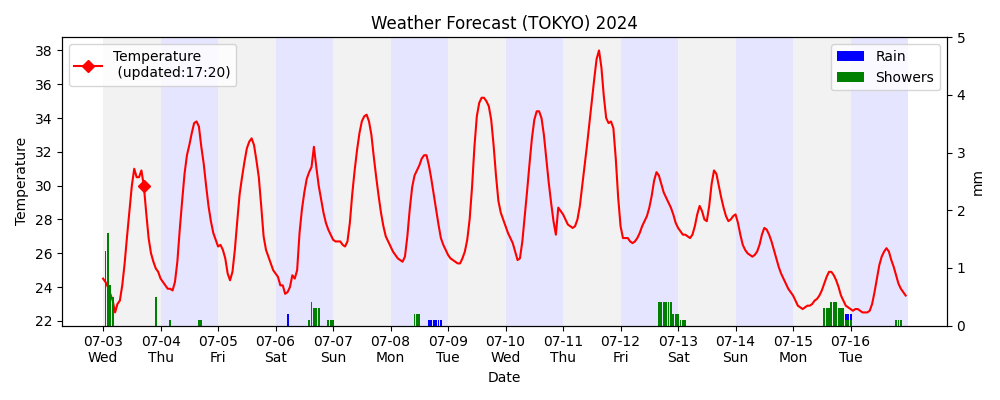 Weather Forecast (TOKYO) 2024
Temperature
(updated:17:20)
Rain
Showers
38
36
34
32
30
28
26
24
22
Temperature
5
4
3
2
1
0
mm
07-03 07-04 07-05 07-06 07-07 07-08 07-09 07-10 07-11 07-12 07-13 07-14 07-15 07-16
Wed Thu Fri Sat Sun Mon Tue Wed Thu Fri Sat Sun Mon Tue
Date